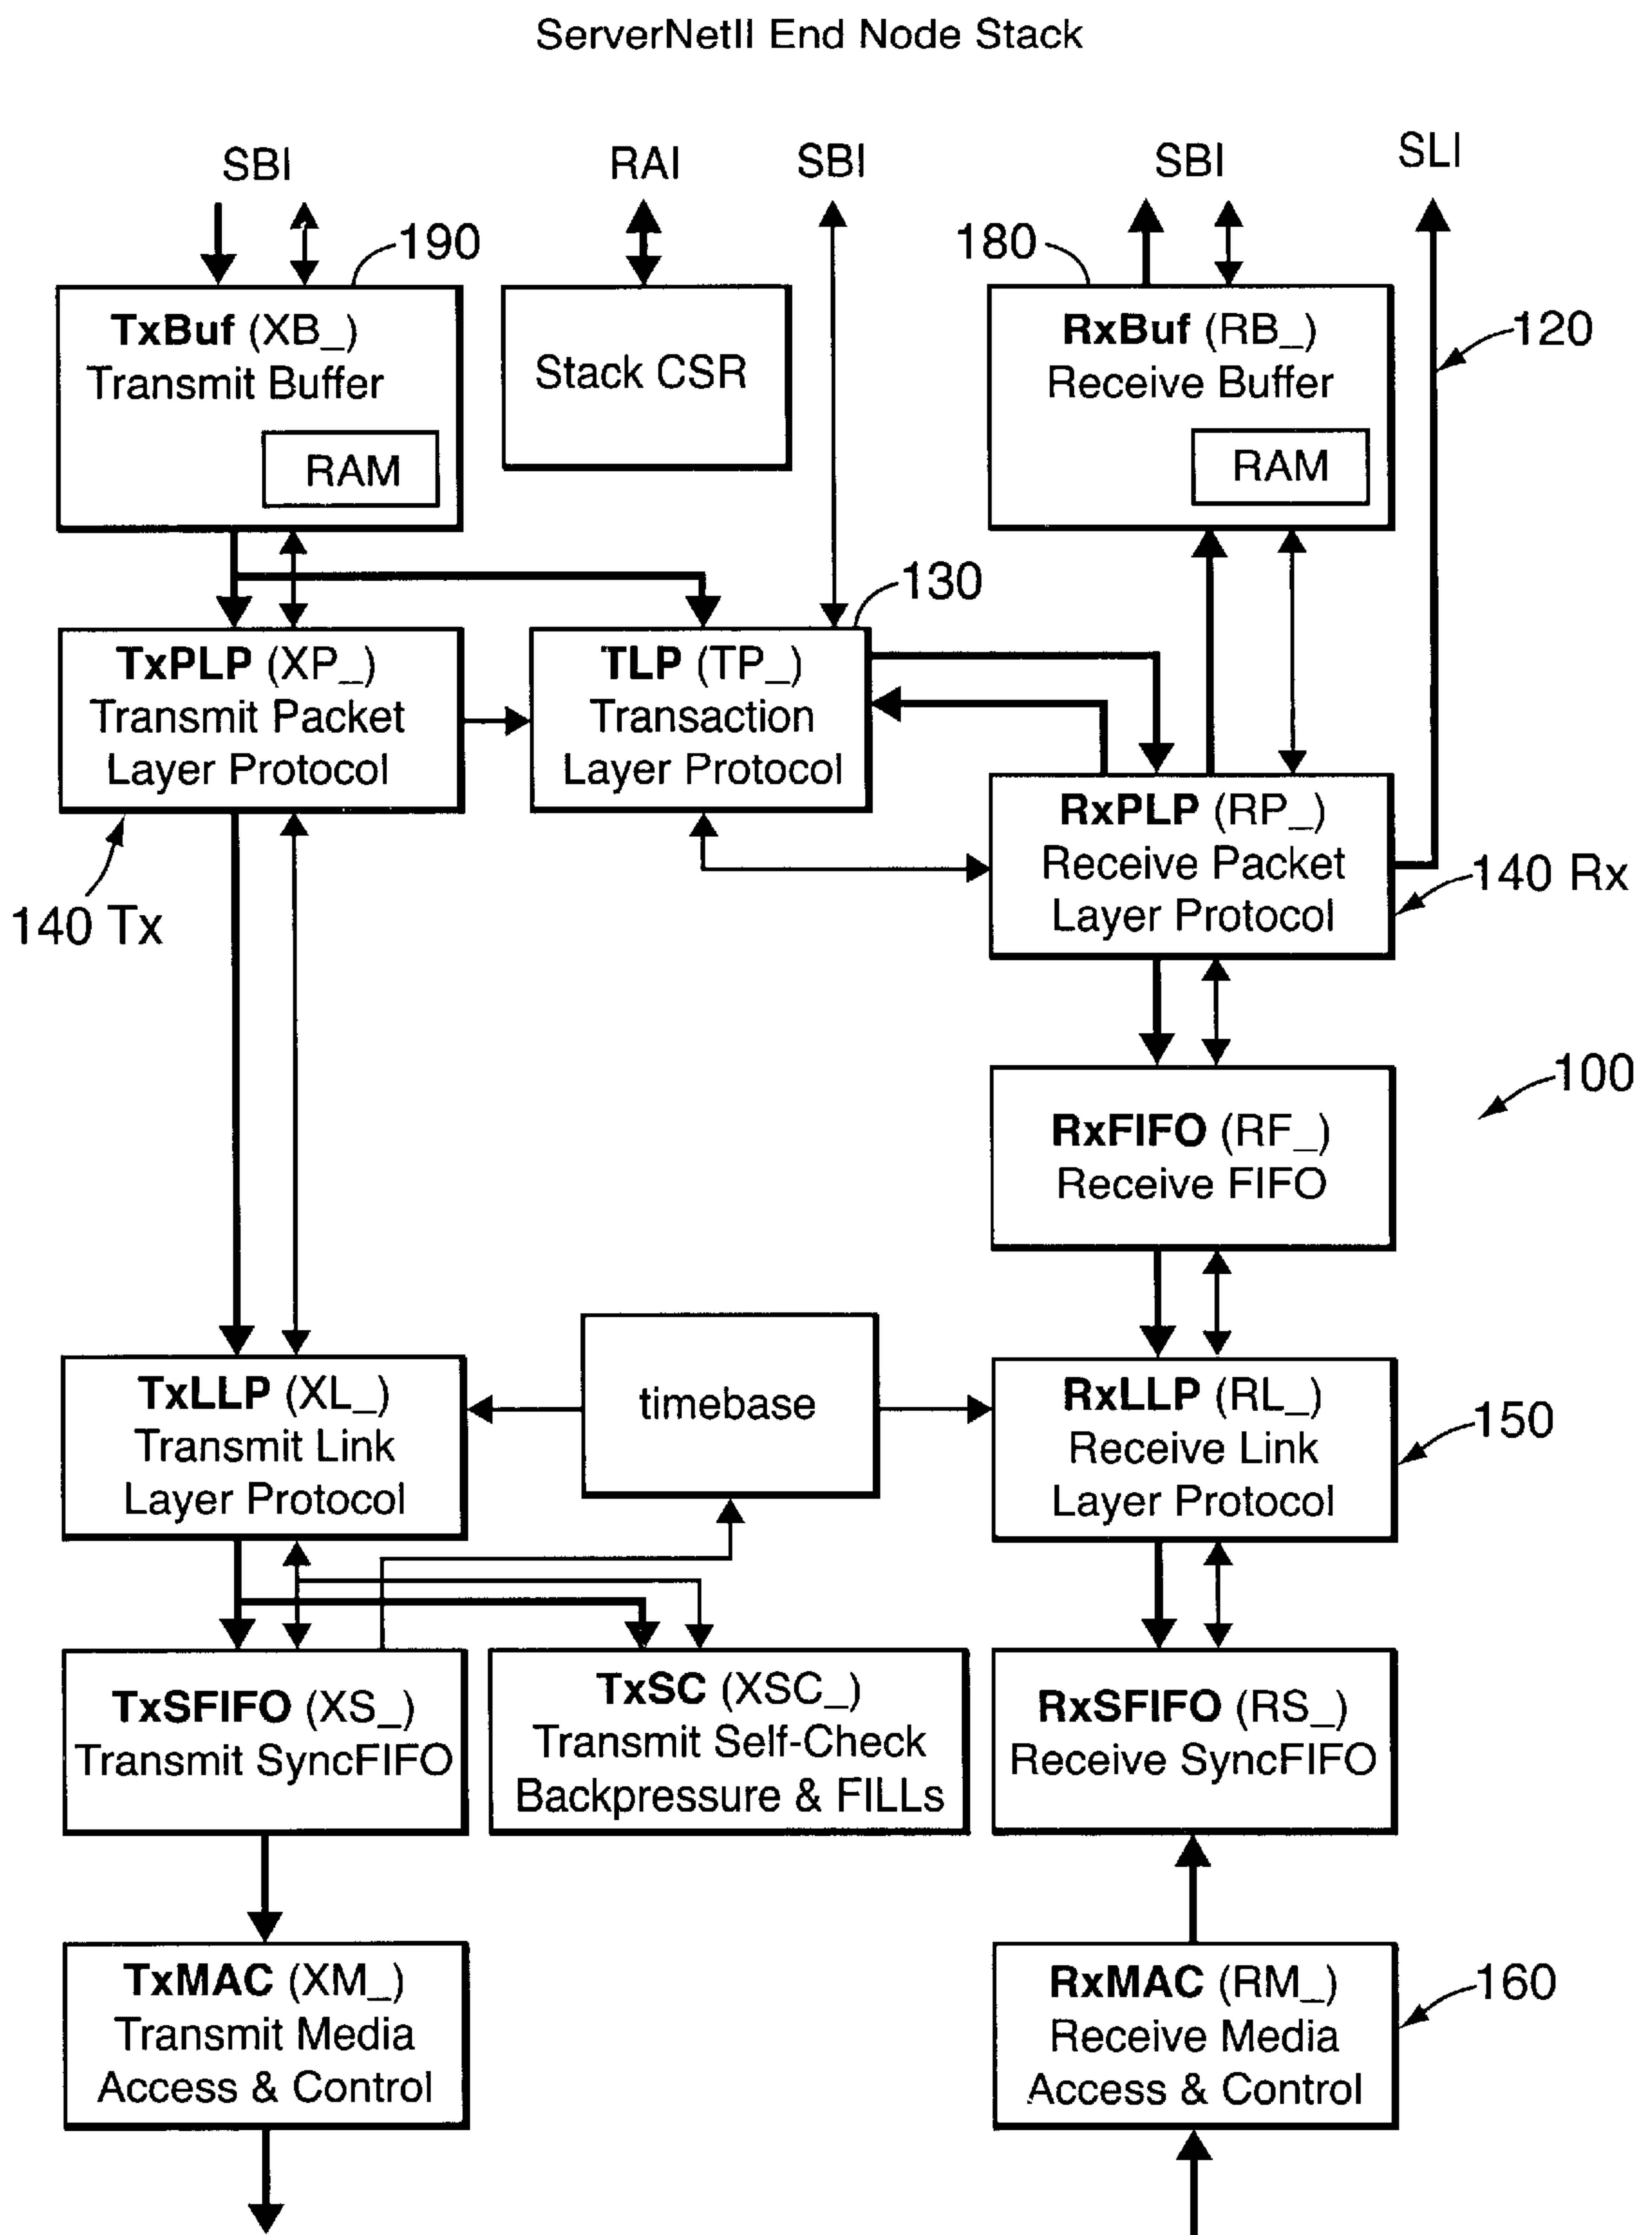 ServerNetII End Node Stack
SBI
RAI
SBI
SBI
SLI
190
180
120
TxBuf (XB_)
Transmit Buffer
RAM
Stack CSR
RxBuf (RB_)
Receive Buffer
RAM
130
TxPLP (XP_)
Transmit Packet
Layer Protocol
TLP (TP_)
Transaction
Layer Protocol
RxPLP (RP_)
Receive Packet
Layer Protocol
140 Tx
140 Rx
100
RxFIFO (RF_)
Receive FIFO
TxLLP (XL_)
Transmit Link
Layer Protocol
timebase
RxLLP (RL_)
Receive Link
Layer Protocol
150
TxSFIFO (XS_)
Transmit SyncFIFO
TxSC (XSC_)
Transmit Self-Check
Backpressure & FILLs
RxSFIFO (RS_)
Receive SyncFIFO
TxMAC (XM_)
Transmit Media
Access & Control
RxMAC (RM_)
Receive Media
Access & Control
160